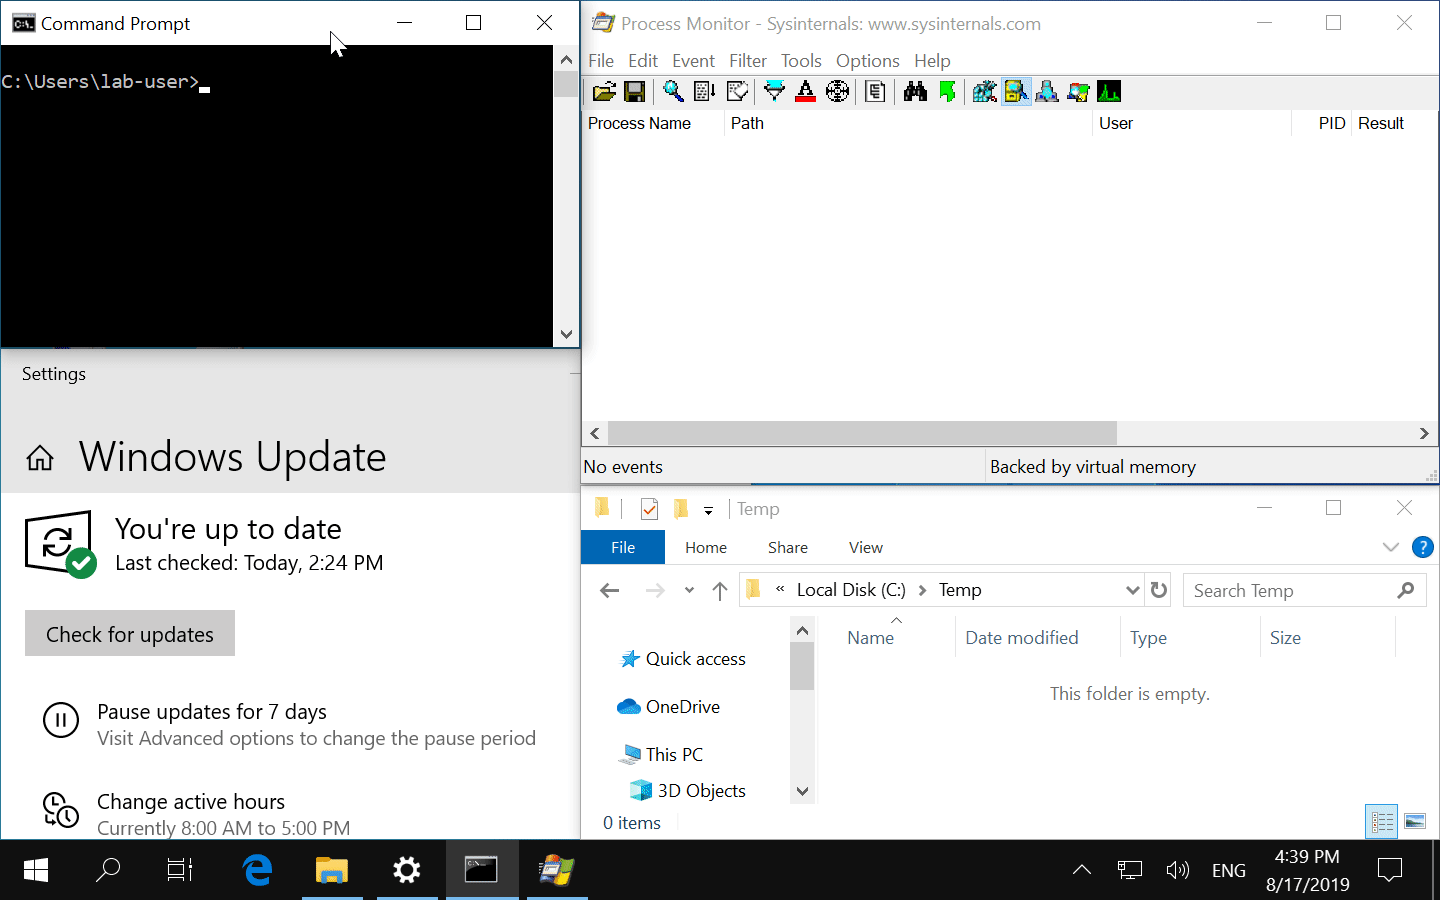 Command Prompt
C:\Users\lab-user>
Settings
Windows Update
You're up to date
Last checked: Today, 2:24 PM
Check for updates
Pause updates for 7 days
Visit Advanced options to change the pause period
Change active hours
Currently 8:00 AM to 5:00 PM
Process Monitor - Sysinternals: www.sysinternals.com
File Edit Event Filter Tools Options Help
Process Name Path User PID Result
No events Backed by virtual memory
Temp
File Home Share View
« Local Disk (C:) > Temp Search Temp
Name Date modified Type Size
This folder is empty.
Quick access
OneDrive
This PC
3D Objects
0 items
ENG
4:39 PM
8/17/2019